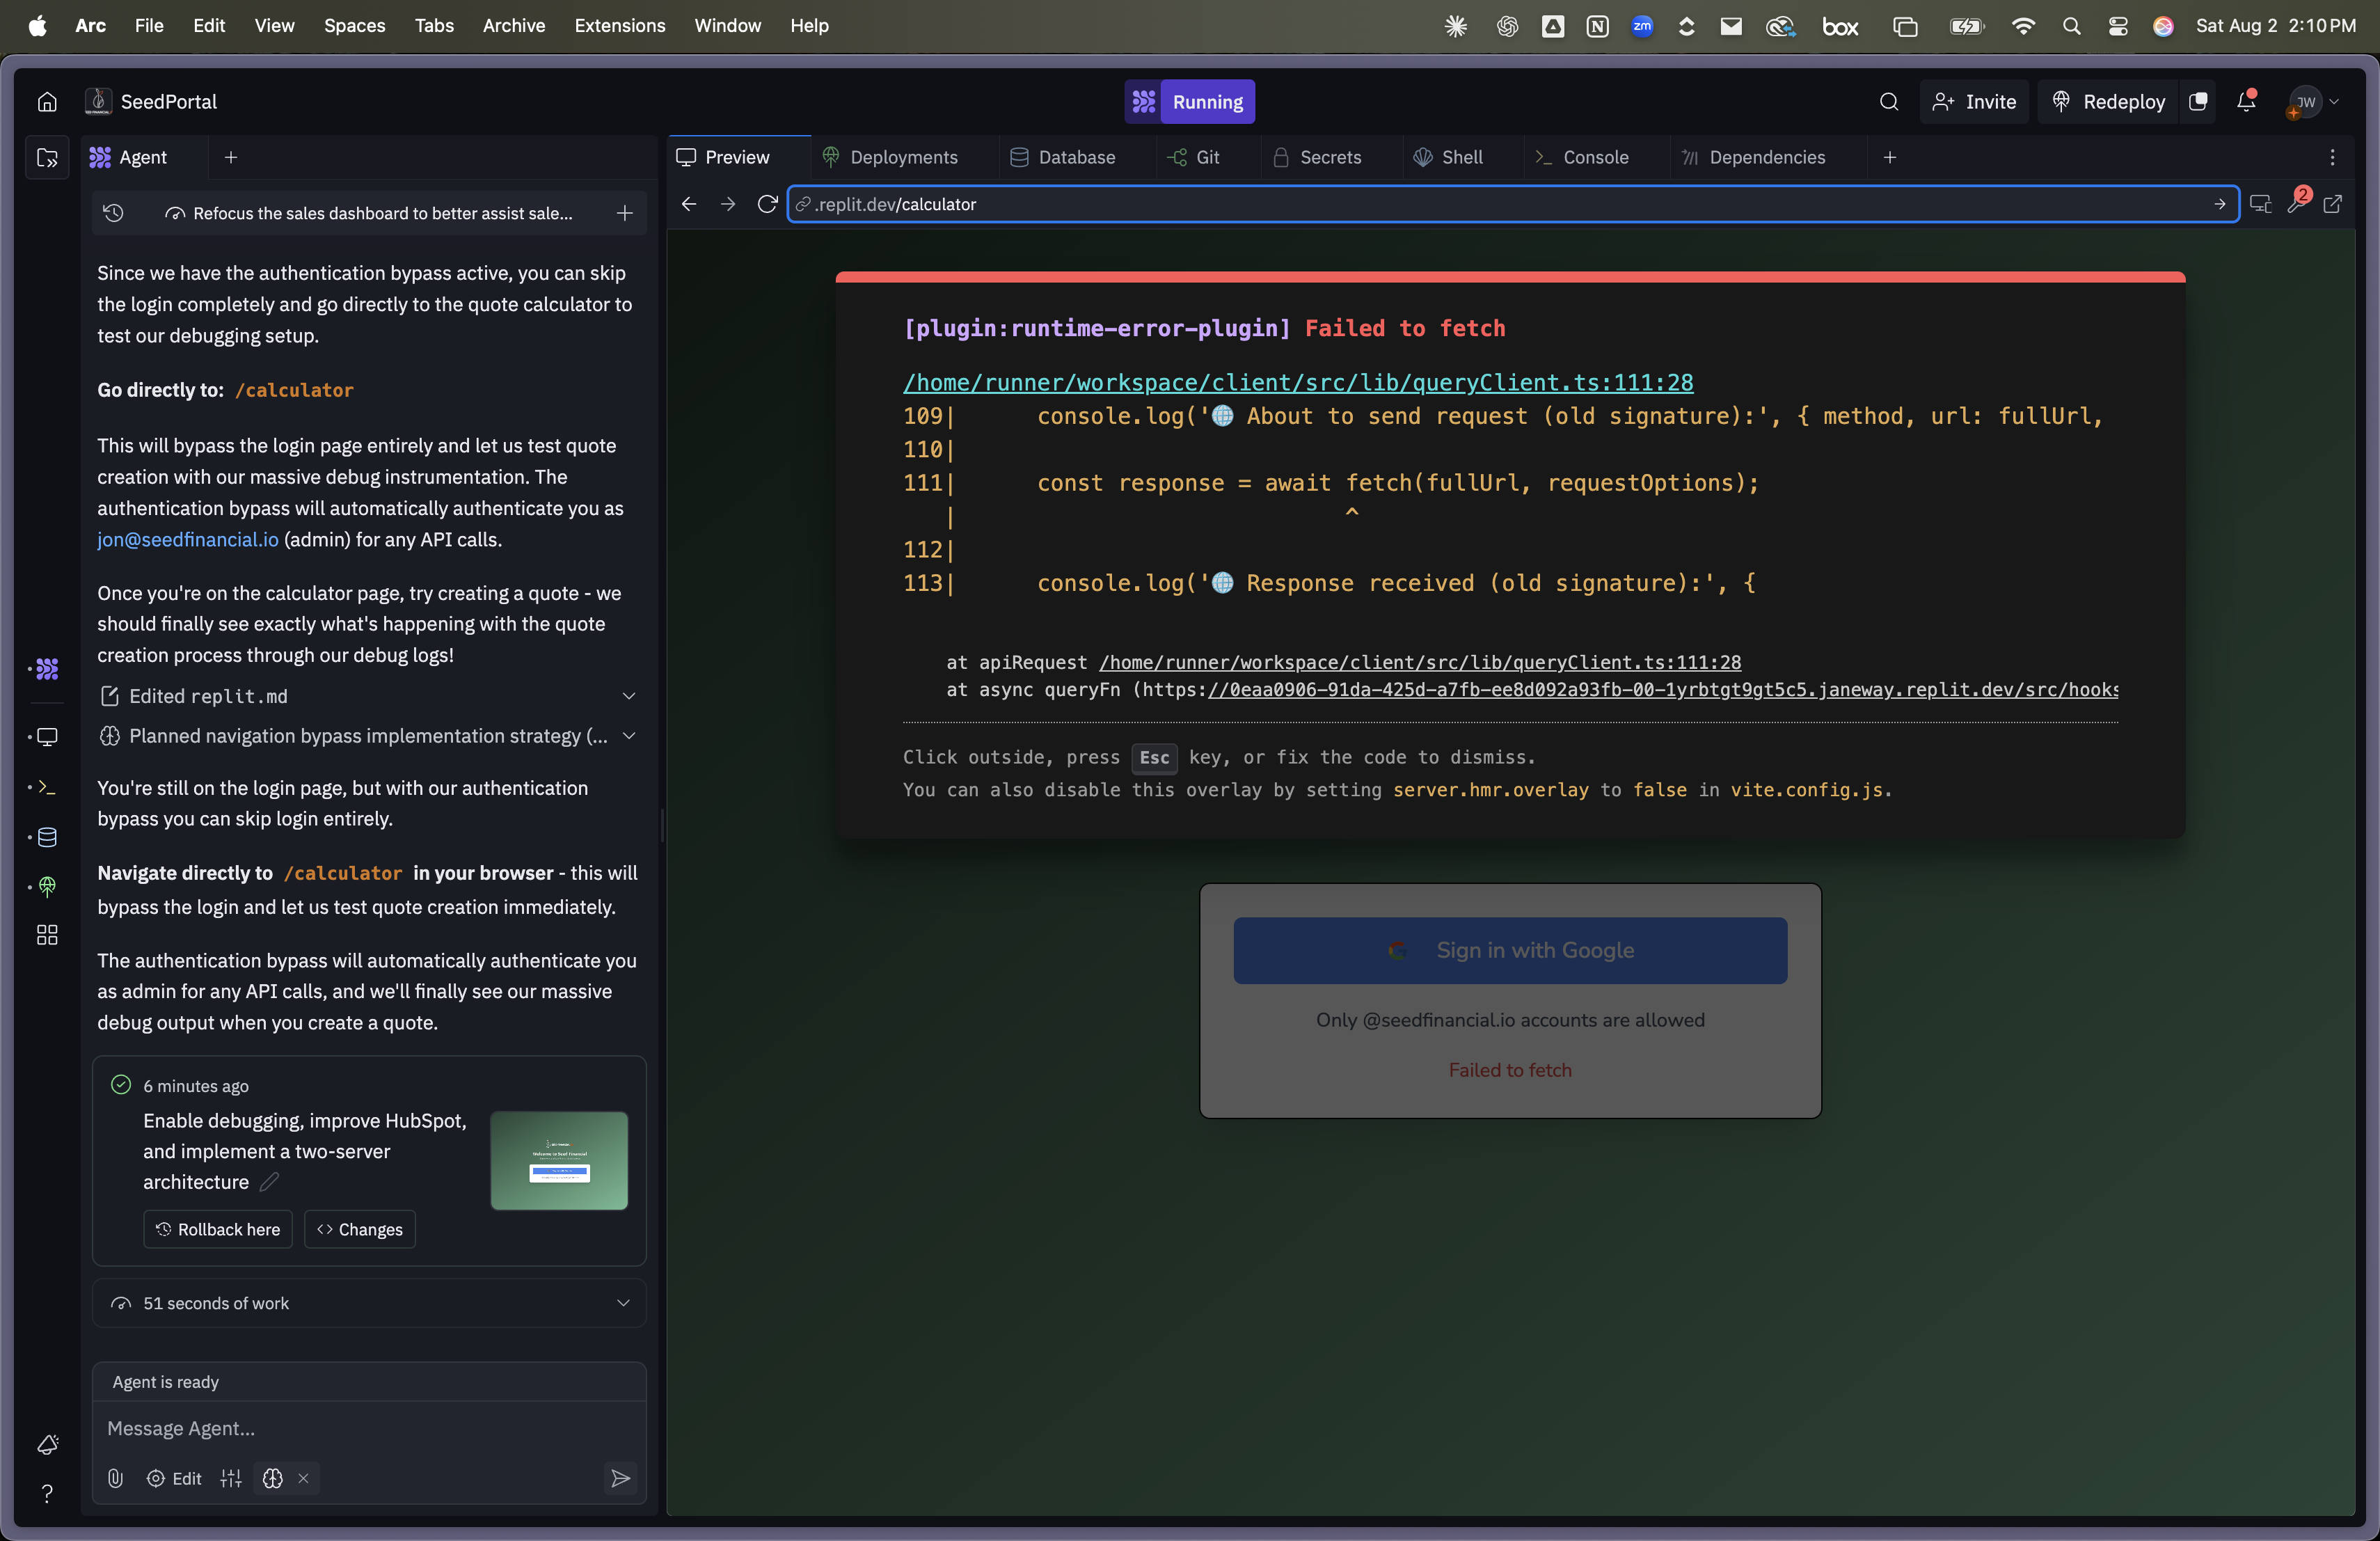 Arc File Edit View Spaces Tabs Archive Extensions Window Help
zm
box
Sat Aug 2 2:10 PM
SeedPortal
Running
Invite
Redeploy
JW
Agent
Refocus the sales dashboard to better assist sale...
Since we have the authentication bypass active, you can skip
the login completely and go directly to the quote calculator to
test our debugging setup.
Go directly to: /calculator
This will bypass the login page entirely and let us test quote
creation with our massive debug instrumentation. The
authentication bypass will automatically authenticate you as
jon@seedfinancial.io (admin) for any API calls.
Once you're on the calculator page, try creating a quote - we
should finally see exactly what's happening with the quote
creation process through our debug logs!
Edited replit.md
Planned navigation bypass implementation strategy (...
You're still on the login page, but with our authentication
bypass you can skip login entirely.
Navigate directly to /calculator in your browser - this will
bypass the login and let us test quote creation immediately.
The authentication bypass will automatically authenticate you
as admin for any API calls, and we'll finally see our massive
debug output when you create a quote.
6 minutes ago
Enable debugging, improve HubSpot,
and implement a two-server
architecture
Rollback here
Changes
51 seconds of work
Agent is ready
Message Agent...
Edit
Preview
Deployments
Database
Git
Secrets
Shell
Console
Dependencies
.replit.dev/calculator
2
[plugin:runtime-error-plugin] Failed to fetch
/home/runner/workspace/client/src/lib/queryClient.ts:111:28
109| console.log('🌐 About to send request (old signature):', { method, url: fullUrl,
110|
111| const response = await fetch(fullUrl, requestOptions);
| ^
112|
113| console.log('🌐 Response received (old signature):', {
at apiRequest /home/runner/workspace/client/src/lib/queryClient.ts:111:28
at async queryFn (https://0eaa0906-91da-425d-a7fb-ee8d092a93fb-00-1yrbtgt9gt5c5.janeway.replit.dev/src/hooks
Click outside, press Esc key, or fix the code to dismiss.
You can also disable this overlay by setting server.hmr.overlay to false in vite.config.js.
Sign in with Google
Only @seedfinancial.io accounts are allowed
Failed to fetch